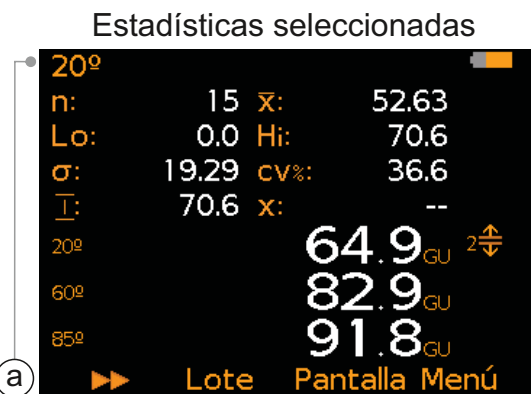 Estadísticas seleccionadas
20º
n: 15 x̅: 52.63
Lo: 0.0 Hi: 70.6
σ: 19.29 cv%: 36.6
I: 70.6 x: --
20º 64.9GU 2
60º 82.9GU
85º 91.8GU
a Lote Pantalla Menú